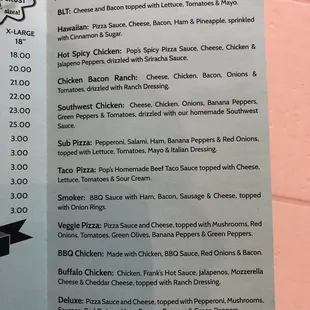 sizes!
X-LARGE
18"
18.00
20.00
21.00
22.00
23.00
25.00
3.00
3.00
3.00
3.00
3.00
3.00
BLT: Cheese and Bacon topped with Lettuce, Tomatoes & Mayo.
Hawaiian: Pizza Sauce, Cheese, Bacon, Ham & Pineapple, sprinkled
with Cinnamon & Sugar.
Hot Spicy Chicken: Pop's Spicy Pizza Sauce, Cheese, Chicken &
Jalapeno Peppers, drizzled with Sriracha Sauce.
Chicken Bacon Ranch: Cheese, Chicken, Bacon, Onions &
Tomatoes, drizzled with Ranch Dressing.
Southwest Chicken: Cheese, Chicken, Onions, Banana Peppers,
Green Peppers & Tomatoes, drizzled with our homemade Southwest
Sauce.
Sub Pizza: Pepperoni, Salami, Ham, Banana Peppers & Red Onions,
topped with Lettuce, Tomatoes, Mayo & Italian Dressing.
Taco Pizza: Pop's Homemade Beef Taco Sauce topped with Cheese,
Lettuce, Tomatoes & Sour Cream.
Smoker: BBQ Sauce with Ham, Bacon, Sausage & Cheese, topped
with Onion Rings.
Veggie Pizza: Pizza Sauce and Cheese, topped with Mushrooms, Red
Onions, Tomatoes, Green Olives, Banana Peppers & Green Peppers.
BBQ Chicken: Made with Chicken, BBQ Sauce, Red Onions & Bacon.
Buffalo Chicken: Chicken, Frank's Hot Sauce, Jalapenos, Mozzerella
Cheese & Cheddar Cheese, topped with Ranch Dressing.
Deluxe: Pizza Sauce and Cheese, topped with Pepperoni, Mushrooms,